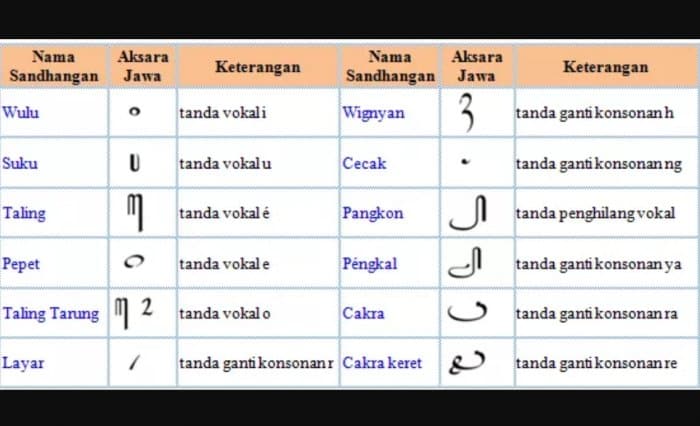 Nama Sandhangan Aksara Jawa Keterangan Nama Sandhangan Aksara Jawa Keterangan
Wulu ꦶ tanda vokal i Wignyan ꦃ tanda ganti konsonan h
Suku ꦸ tanda vokal u Cecak ꦁ tanda ganti konsonan ng
Taling ꦺ tanda vokal é Pangkon ꧀ tanda penghilang vokal
Pepet ꦼ tanda vokal e Péngkal ꦾ tanda ganti konsonan ya
Taling Tarung ꦺ ꦴ tanda vokal o Cakra ꦿ tanda ganti konsonan ra
Layar ꦂ tanda ganti konsonan r Cakra keret ꦽ tanda ganti konsonan re